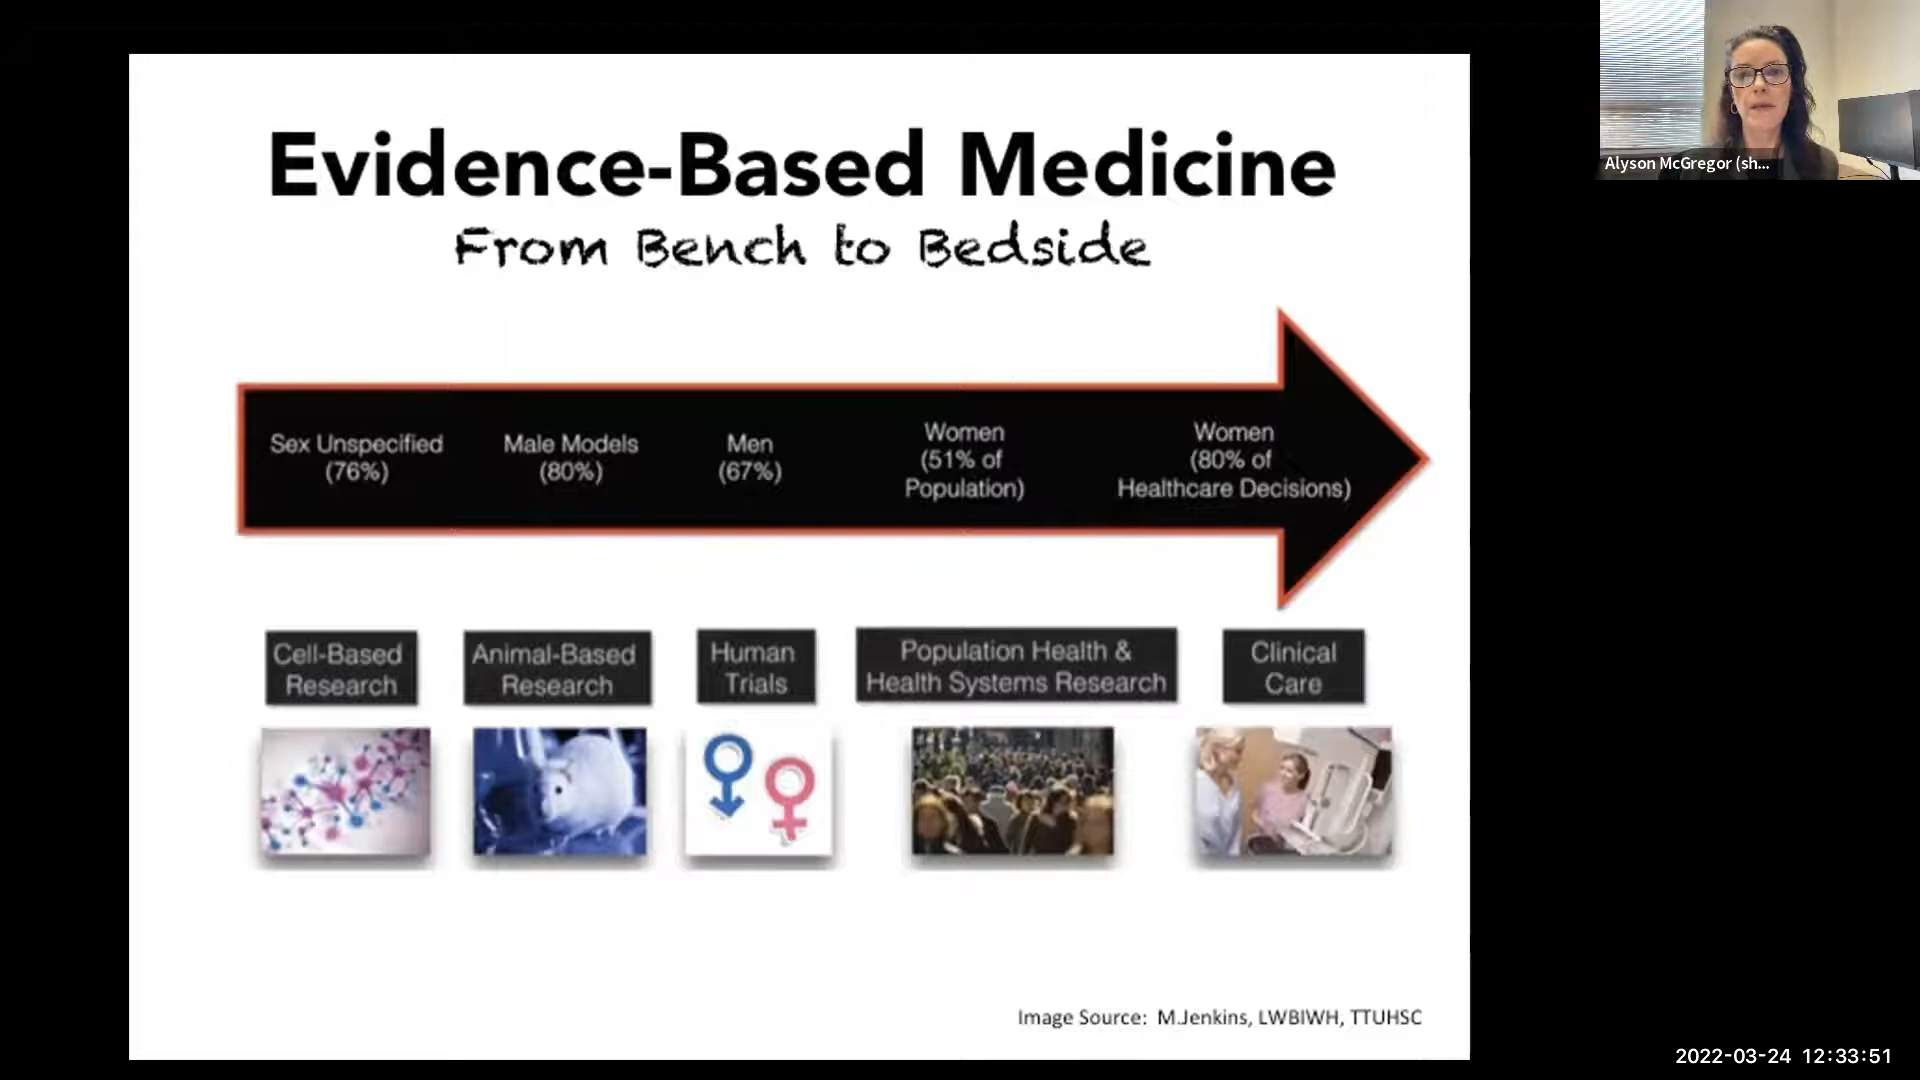 Evidence-Based Medicine
From Bench to Bedside
Sex Unspecified
(76%)
Male Models
(80%)
Men
(67%)
Women
(51% of
Population)
Women
(80% of
Healthcare Decisions)
Cell-Based
Research
Animal-Based
Research
Human
Trials
Population Health &
Health Systems Research
Clinical
Care
Image Source: M.Jenkins, LWBIWH, TTUHSC
Alyson McGregor (sh...
2022-03-24 12:33:51